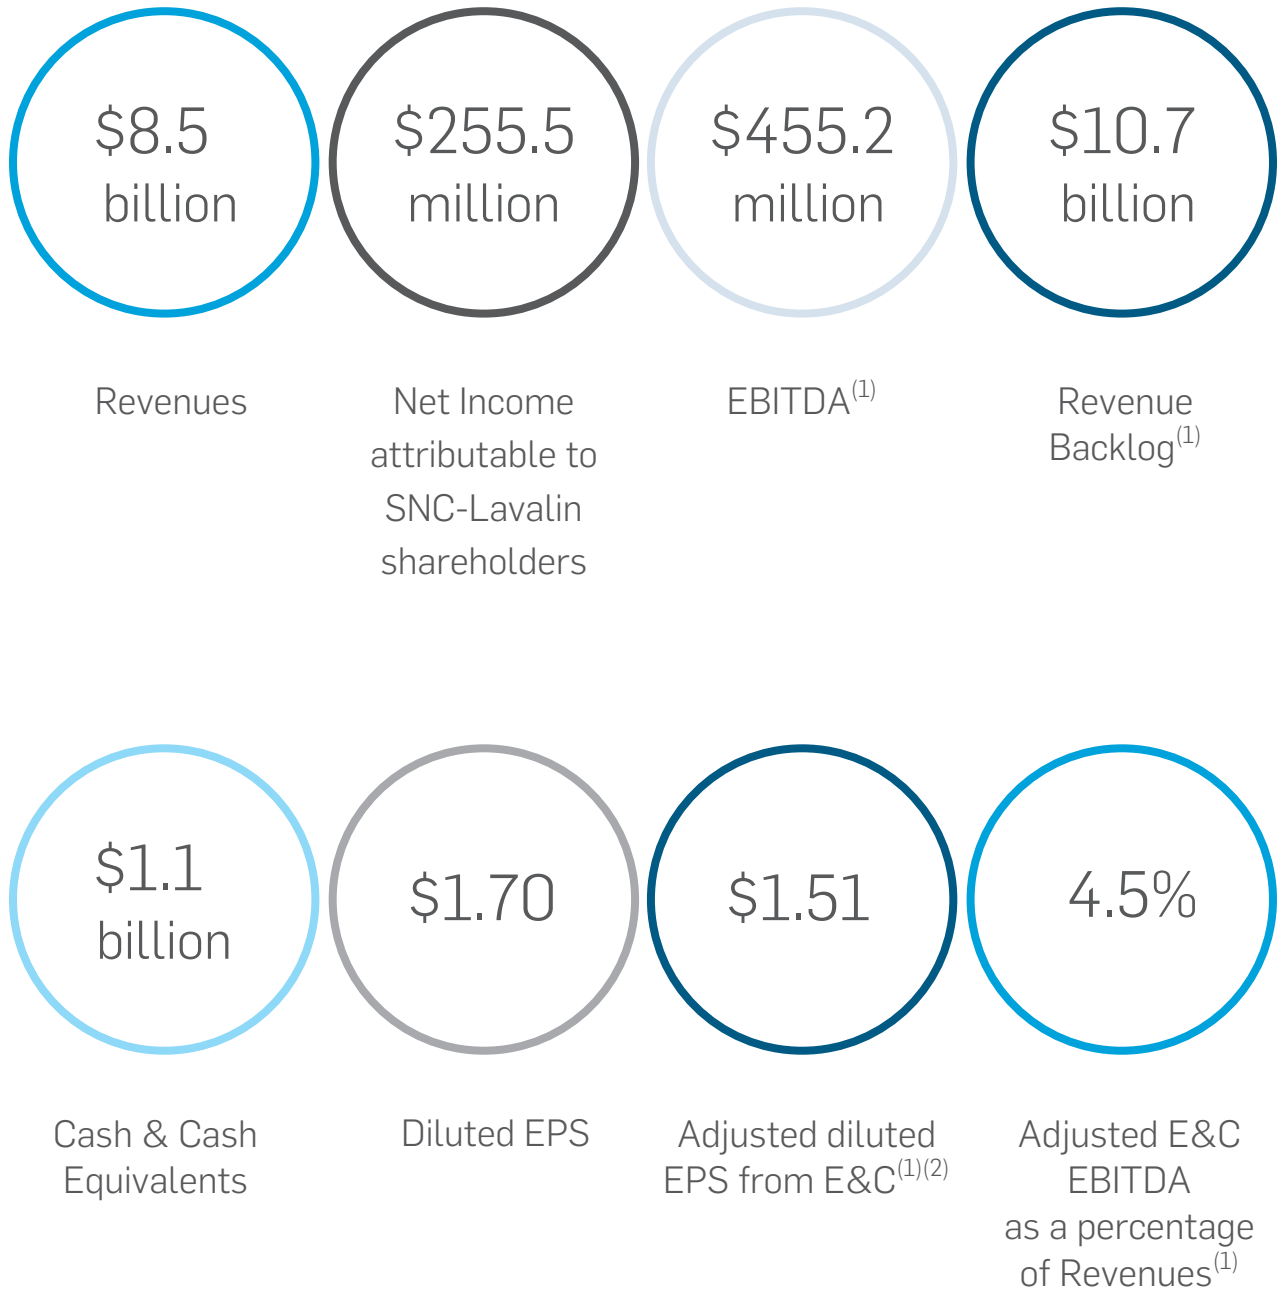 $8.5
billion
$255.5
million
$455.2
million
$10.7
billion
Revenues
Net Income
attributable to
SNC-Lavalin
shareholders
EBITDA(1)
Revenue
Backlog(1)
$1.1
billion
$1.70
$1.51
4.5%
Cash & Cash
Equivalents
Diluted EPS
Adjusted diluted
EPS from E&C(1)(2)
Adjusted E&C
EBITDA
as a percentage
of Revenues(1)